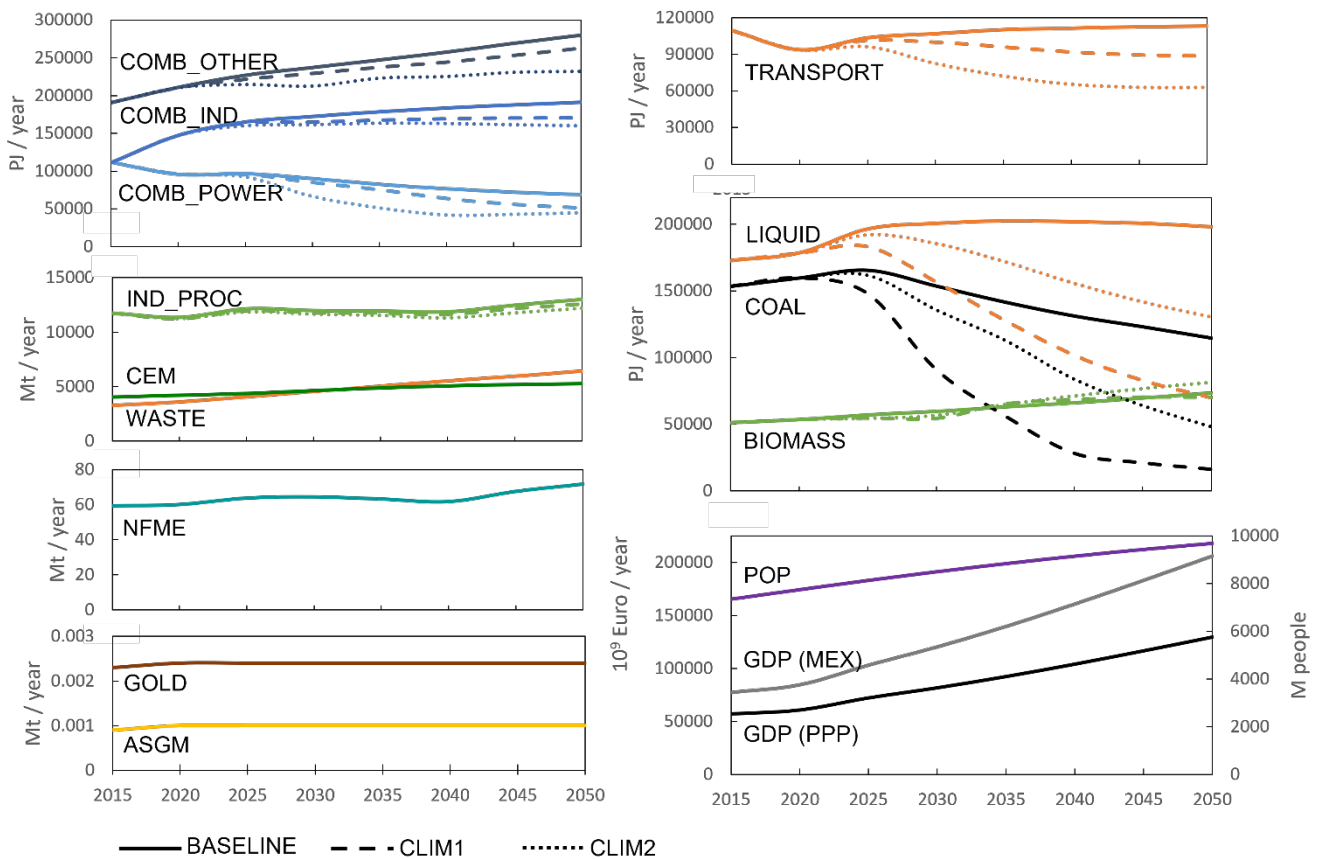 300000
250000
200000
150000
100000
50000
0
PJ / year
COMB_OTHER
COMB_IND
COMB_POWER
15000
10000
5000
0
Mt / year
IND_PROC
CEM
WASTE
80
60
40
20
0
Mt / year
NFME
0.003
0.002
0.001
0
Mt / year
GOLD
ASGM
2015 2020 2025 2030 2035 2040 2045 2050
120000
90000
60000
30000
0
PJ / year
TRANSPORT
200000
150000
100000
50000
0
PJ / year
LIQUID
COAL
BIOMASS
200000
150000
100000
50000
0
10⁹ Euro / year
POP
GDP (MEX)
GDP (PPP)
10000
8000
6000
4000
2000
0
M people
2015 2020 2025 2030 2035 2040 2045 2050
BASELINE CLIM1 CLIM2